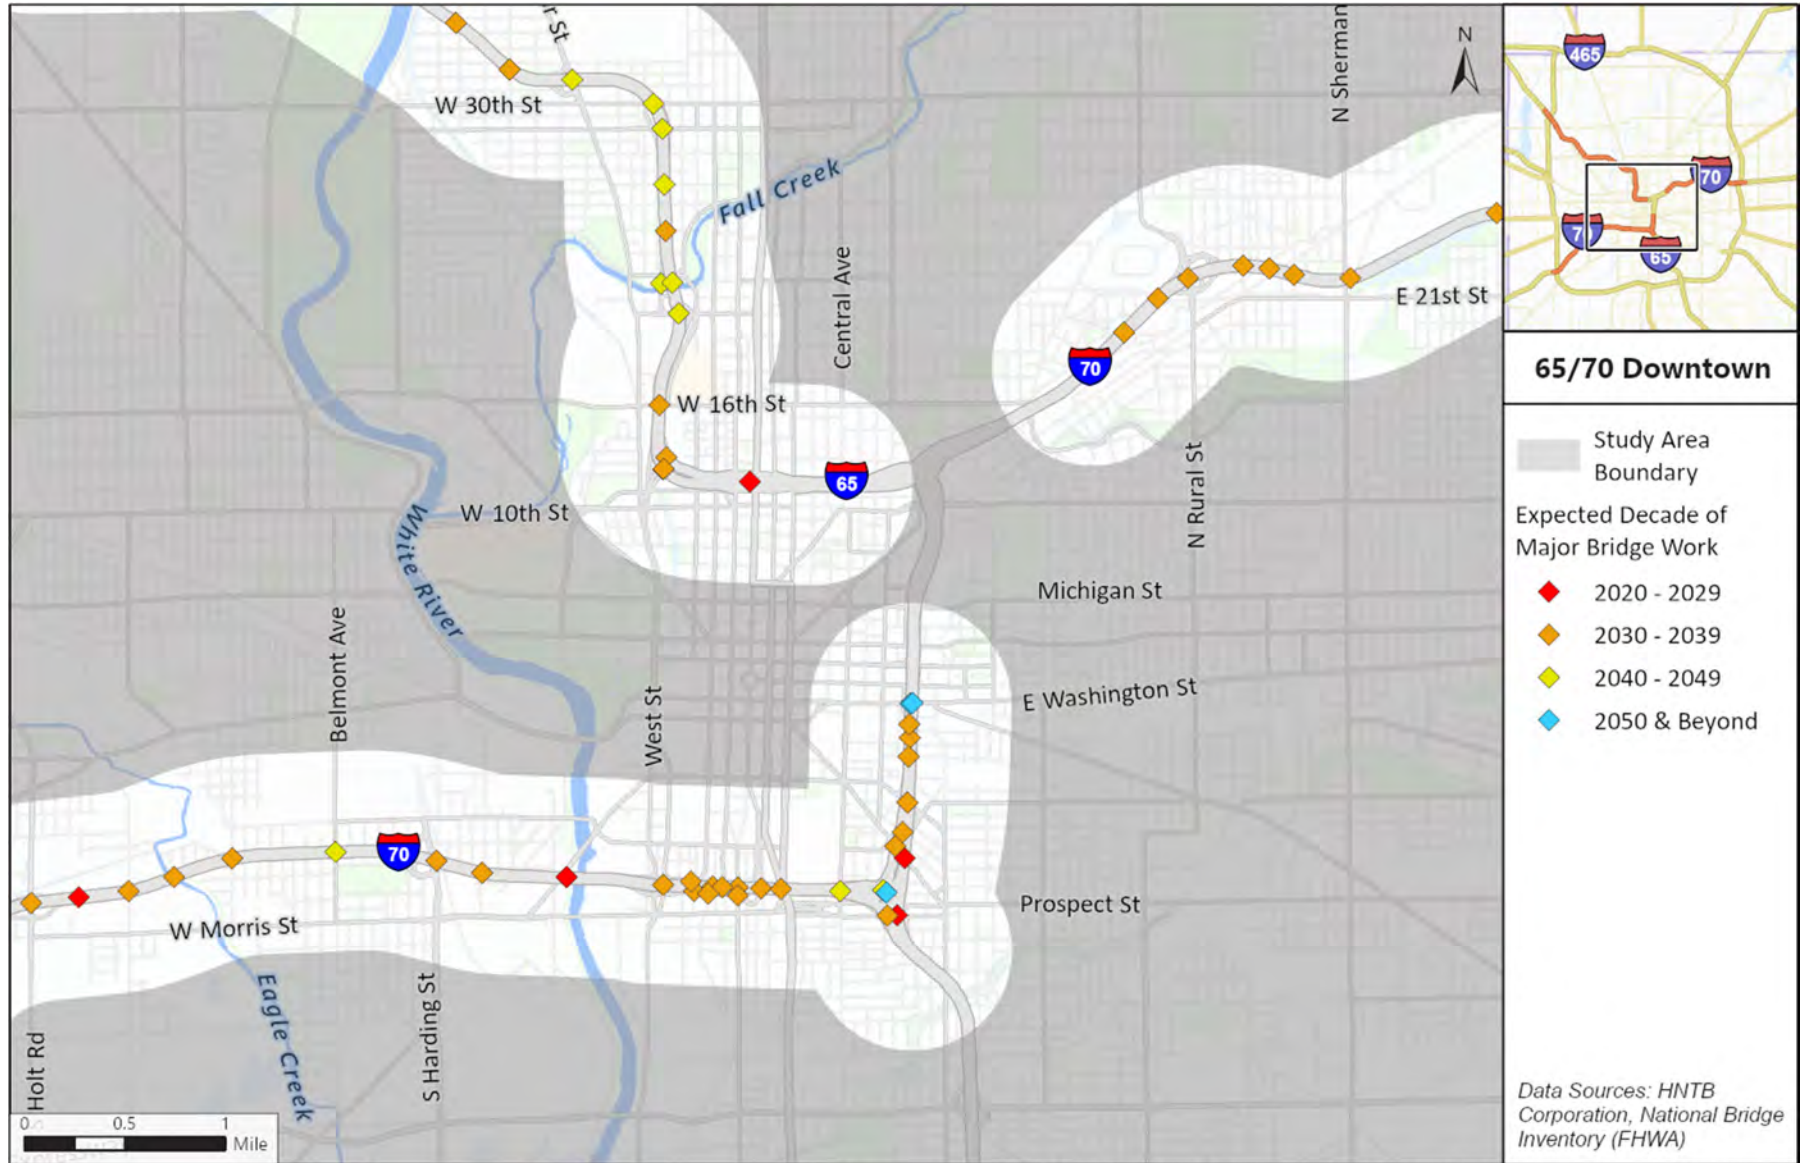 r St
W 30th St
Fall Creek
Central Ave
N Sherman
N
70
E 21st St
W 16th St
65
W 10th St
White River
N Rural St
Michigan St
Belmont Ave
West St
E Washington St
70
W Morris St
Prospect St
Eagle Creek
S Harding St
Holt Rd
0 0.5 1
Mile
465
70
70
65
65/70 Downtown
Study Area
Boundary
Expected Decade of
Major Bridge Work
2020 - 2029
2030 - 2039
2040 - 2049
2050 & Beyond
Data Sources: HNTB
Corporation, National Bridge
Inventory (FHWA)